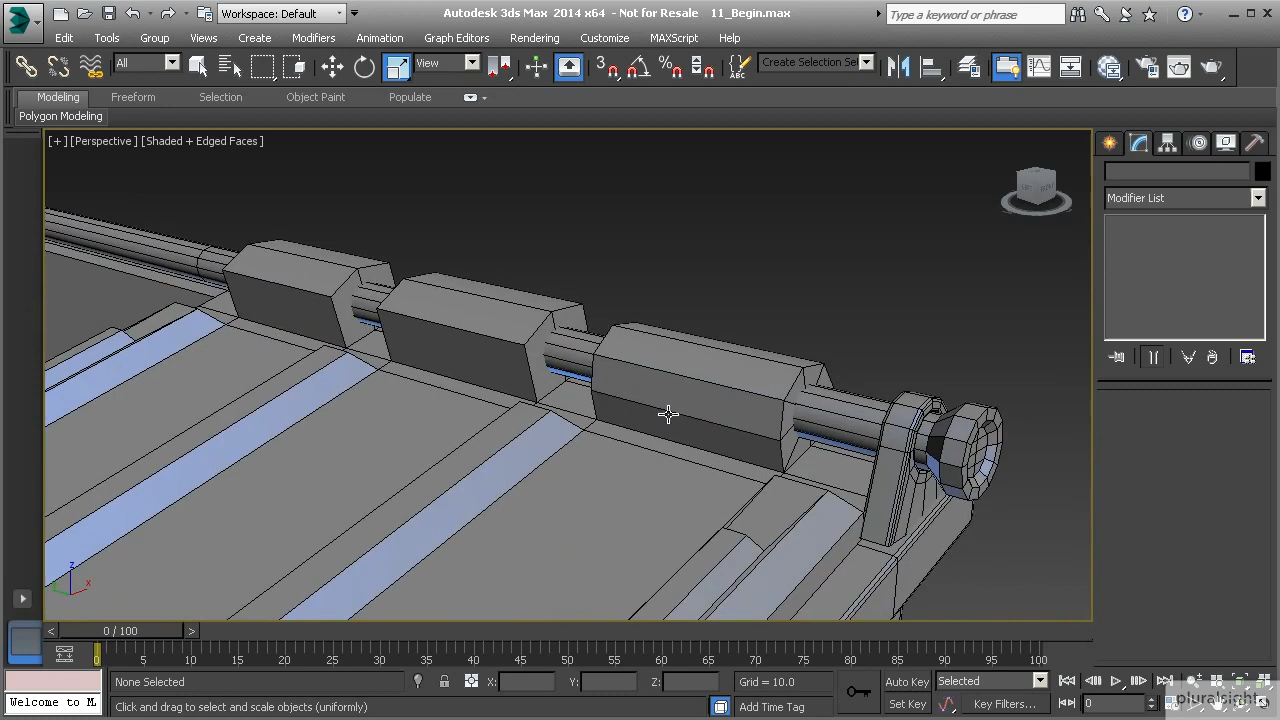 Workspace: Default
Autodesk 3ds Max 2014 x64 - Not for Resale 11_Begin.max
Type a keyword or phrase
Edit Tools Group Views Create Modifiers Animation Graph Editors Rendering Customize MAXScript Help
All
View
3
Create Selection Se
Modeling Freeform Selection Object Paint Populate
Polygon Modeling
[+] [Perspective] [Shaded + Edged Faces]
Modifier List
z
x
< 0 / 100 >
0 5 10 15 20 25 30 35 40 45 50 55 60 65 70 75 80 85 90 95 100
None Selected X: Y: Z: Grid = 10.0 Auto Key Selected
Welcome to M Click and drag to select and scale objects (uniformly) Add Time Tag Set Key Key Filters... 0
pluralsight